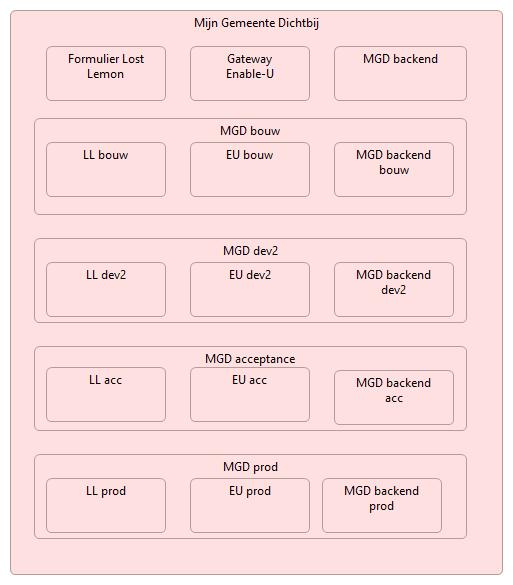 Mijn Gemeente Dichtbij
Formulier Lost
Lemon
Gateway
Enable-U
MGD backend
MGD bouw
LL bouw
EU bouw
MGD backend
bouw
MGD dev2
LL dev2
EU dev2
MGD backend
dev2
MGD acceptance
LL acc
EU acc
MGD backend
acc
MGD prod
LL prod
EU prod
MGD backend
prod